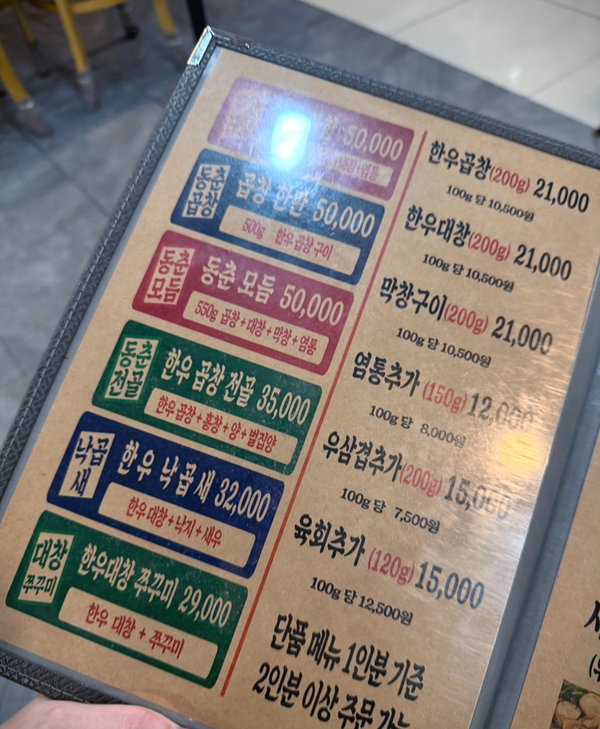 50,000
+염통
동춘
곱창
곱창 한판 50,000
500g 한우 곱창 구이
동춘
모듬
동춘 모듬 50,000
550g 곱창+대창+막창+염통
동춘
전골
한우 곱창 전골 35,000
한우 곱창+홍창+양+벌집양
낙곱
새
한우 낙곱새 32,000
한우 대창+낙지+새우
대창
쭈꾸미
한우대창 쭈꾸미 29,000
한우 대창 + 쭈꾸미
한우곱창(200g) 21,000
100g 당 10,500원
한우대창(200g) 21,000
100g 당 10,500원
막창구이(200g) 21,000
100g 당 10,500원
염통추가 (150g) 12,000
100g 당 8,000원
우삼겹추가(200g) 15,000
100g 당 7,500원
육회추가 (120g) 15,000
100g 당 12,500원
단품 메뉴 1인분 기준
2인분 이상 주문 가능